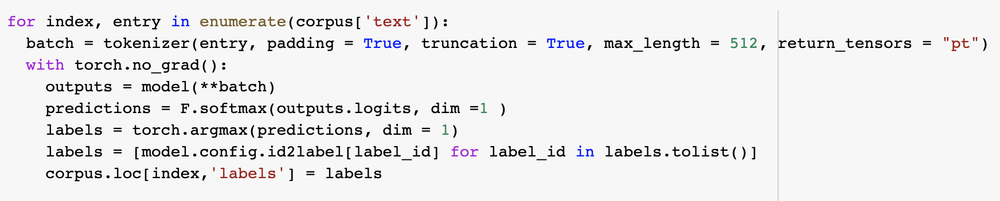 for index, entry in enumerate(corpus['text']):
  batch = tokenizer(entry, padding = True, truncation = True, max_length = 512, return_tensors = "pt")
  with torch.no_grad():
    outputs = model(**batch)
    predictions = F.softmax(outputs.logits, dim =1 )
    labels = torch.argmax(predictions, dim = 1)
    labels = [model.config.id2label[label_id] for label_id in labels.tolist()]
    corpus.loc[index,'labels'] = labels